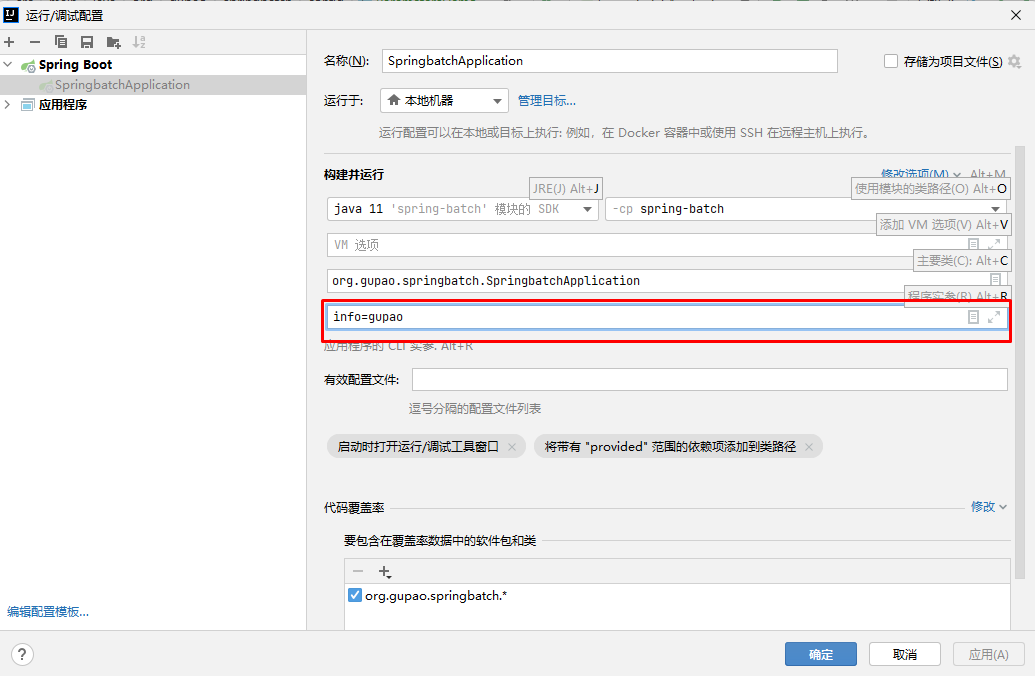 运行/调试配置
Spring Boot
SpringbatchApplication
应用程序
编辑配置模板...
名称(N): SpringbatchApplication 存储为项目文件(S)
运行于: 本地机器 管理目标...
运行配置可以在本地或目标上执行: 例如，在 Docker 容器中或使用 SSH 在远程主机上执行。
构建并运行 修改选项(M) Alt+M
JRE(J) Alt+J 使用模块的类路径(O) Alt+O
java 11 'spring-batch' 模块的 SDK -cp spring-batch
添加 VM 选项(V) Alt+V
VM 选项
主要类(C): Alt+C
org.gupao.springbatch.SpringbatchApplication
程序实参(R) Alt+R
info=gupao
应用程序的 CLI 实参. Alt+R
有效配置文件:
逗号分隔的配置文件列表
启动时打开运行/调试工具窗口 × 将带有 "provided" 范围的依赖项添加到类路径 ×
代码覆盖率 修改
要包含在覆盖率数据中的软件包和类
org.gupao.springbatch.*
? 确定 取消 应用(A)